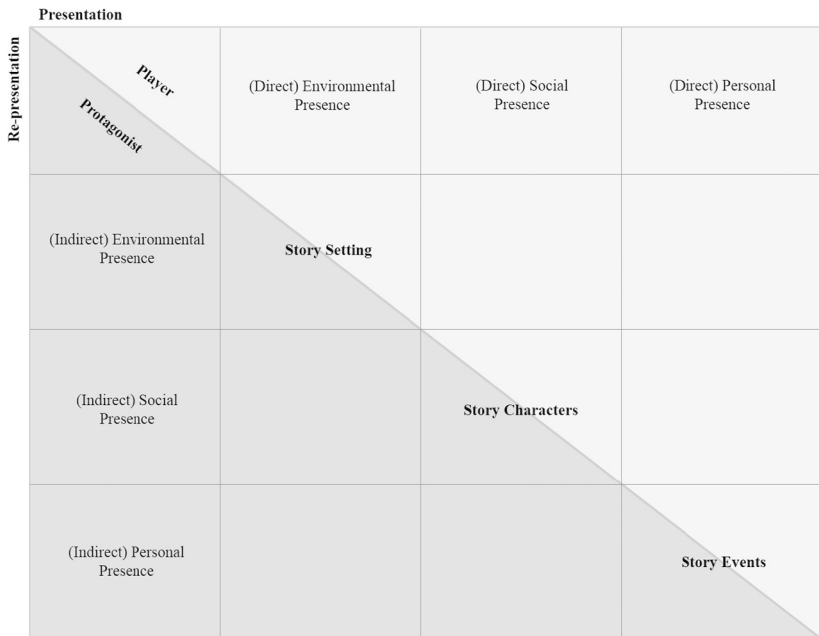 Presentation
Re-presentation
Player
Protagonist
(Direct) Environmental
Presence
(Direct) Social
Presence
(Direct) Personal
Presence
(Indirect) Environmental
Presence
Story Setting
(Indirect) Social
Presence
Story Characters
(Indirect) Personal
Presence
Story Events